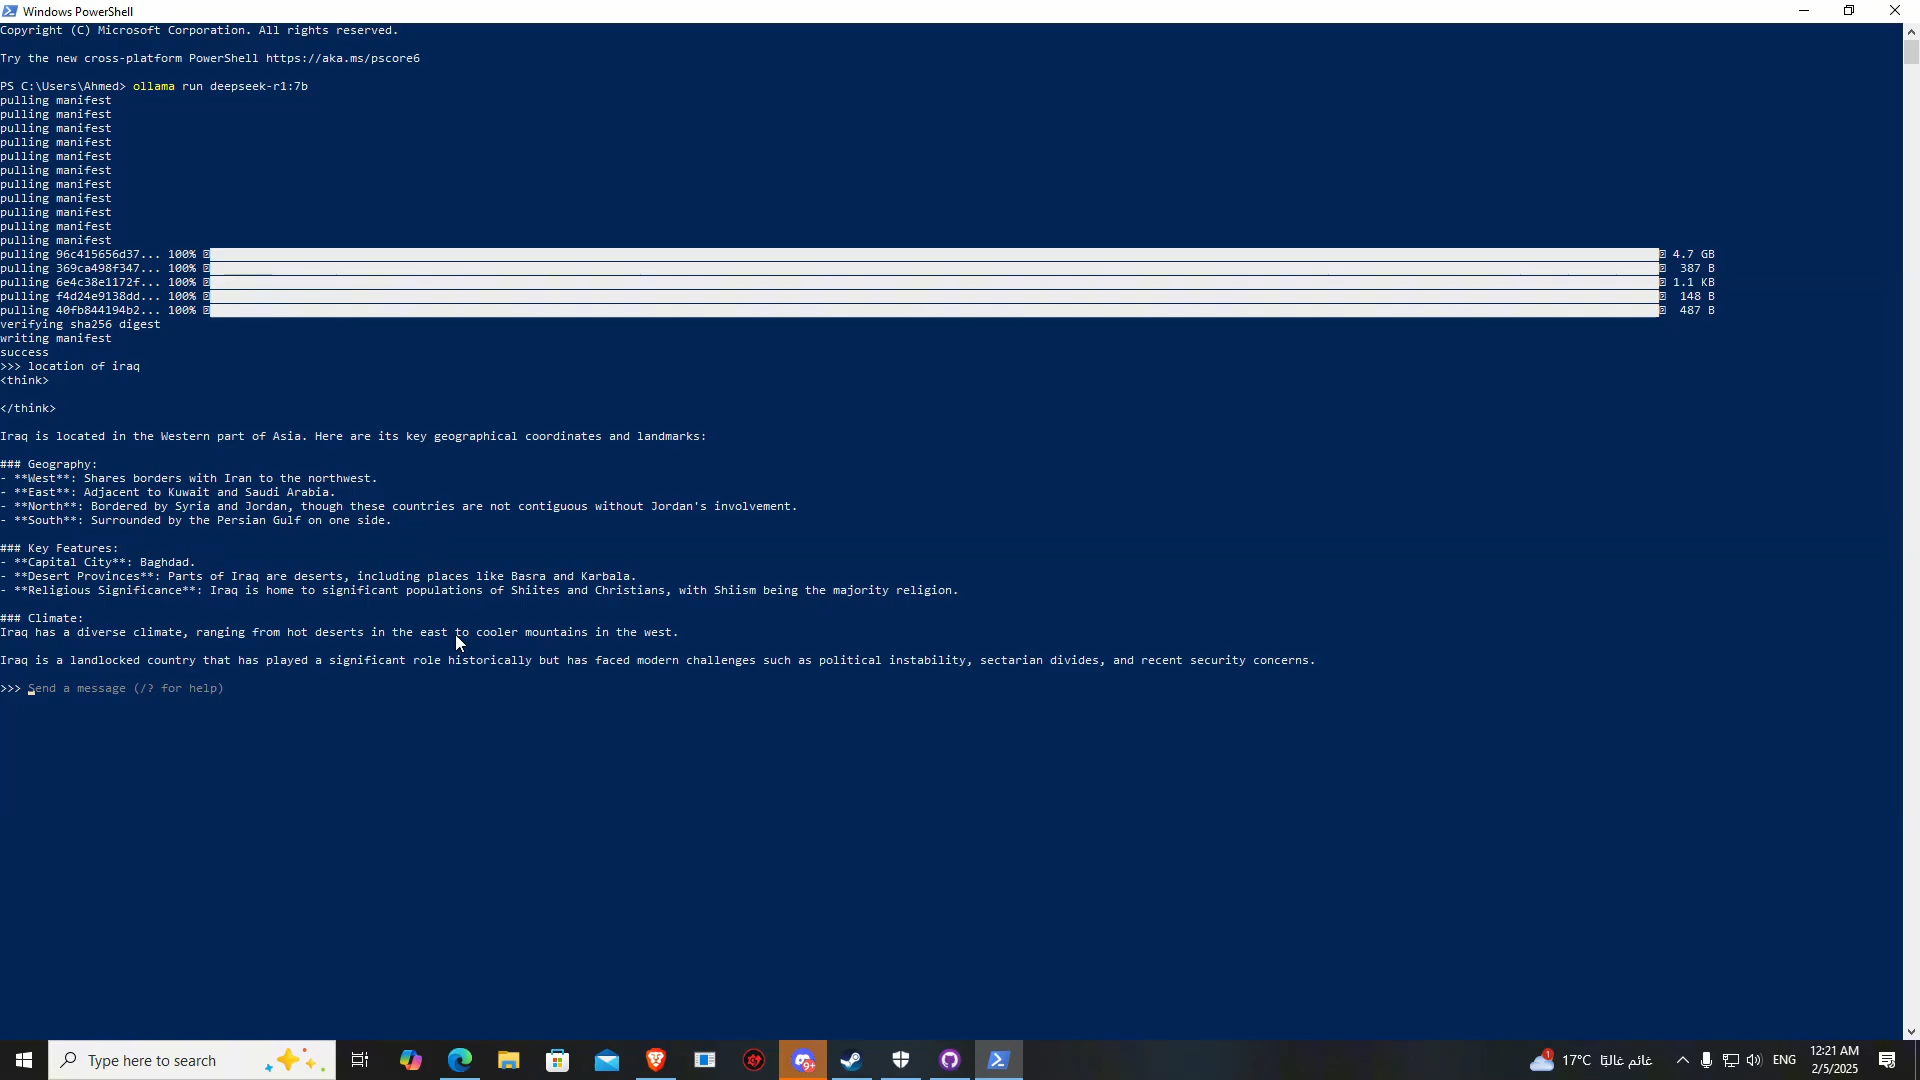 Windows PowerShell
Copyright (C) Microsoft Corporation. All rights reserved.
Try the new cross-platform PowerShell https://aka.ms/pscore6
PS C:\Users\Ahmed> ollama run deepseek-r1:7b
pulling manifest
pulling manifest
pulling manifest
pulling manifest
pulling manifest
pulling manifest
pulling manifest
pulling manifest
pulling manifest
pulling manifest
pulling manifest
pulling 96c415656d37... 100% 4.7 GB
pulling 369ca498f347... 100% 387 B
pulling 6e4c38e1172f... 100% 1.1 KB
pulling f4d24e9138dd... 100% 148 B
pulling 40fb844194b2... 100% 487 B
verifying sha256 digest
writing manifest
success
>>> location of iraq
<think>
</think>
Iraq is located in the Western part of Asia. Here are its key geographical coordinates and landmarks:
### Geography:
- **West**: Shares borders with Iran to the northwest.
- **East**: Adjacent to Kuwait and Saudi Arabia.
- **North**: Bordered by Syria and Jordan, though these countries are not contiguous without Jordan's involvement.
- **South**: Surrounded by the Persian Gulf on one side.
### Key Features:
- **Capital City**: Baghdad.
- **Desert Provinces**: Parts of Iraq are deserts, including places like Basra and Karbala.
- **Religious Significance**: Iraq is home to significant populations of Shiites and Christians, with Shiism being the majority religion.
### Climate:
Iraq has a diverse climate, ranging from hot deserts in the east to cooler mountains in the west.
Iraq is a landlocked country that has played a significant role historically but has faced modern challenges such as political instability, sectarian divides, and recent security concerns.
>>> Send a message (/? for help)
Type here to search
9+
1
17°C غائم غالبًا
ENG
12:21 AM
2/5/2025